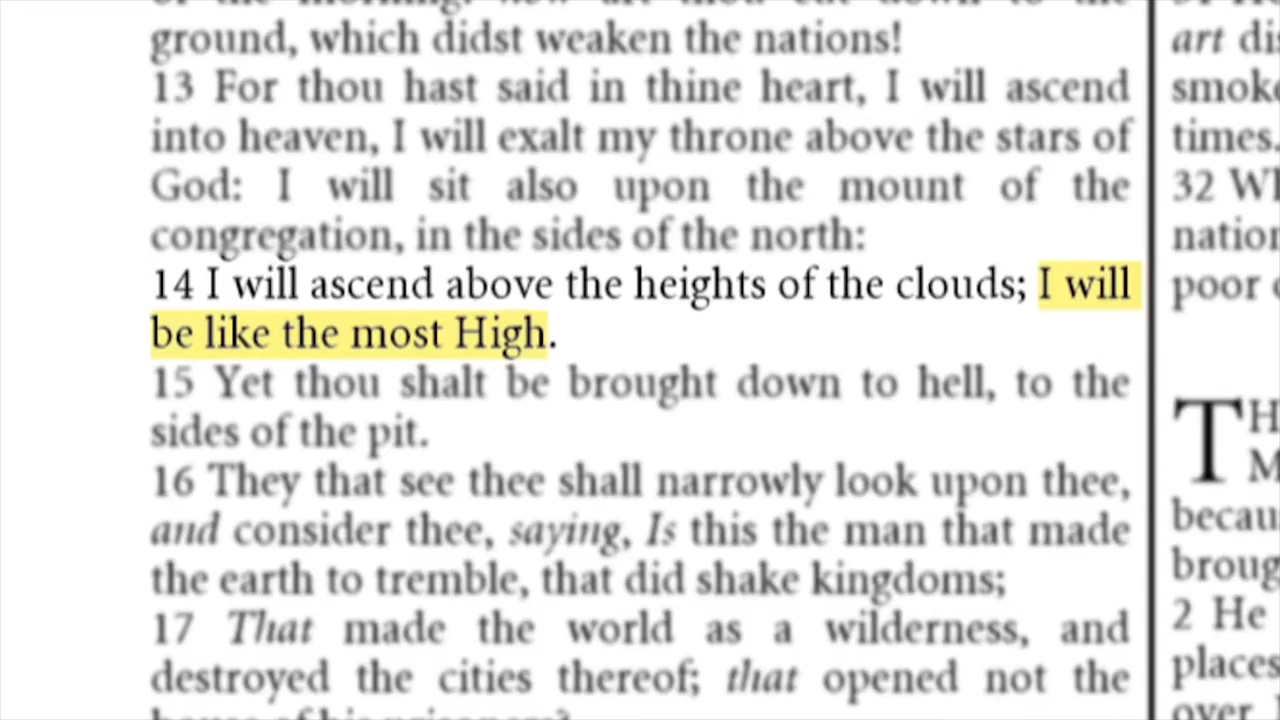 ground, which didst weaken the nations!
13 For thou hast said in thine heart, I will ascend
into heaven, I will exalt my throne above the stars of
God: I will sit also upon the mount of the
congregation, in the sides of the north:
14 I will ascend above the heights of the clouds; I will
be like the most High.
15 Yet thou shalt be brought down to hell, to the
sides of the pit.
16 They that see thee shall narrowly look upon thee,
and consider thee, saying, Is this the man that made
the earth to tremble, that did shake kingdoms;
17 That made the world as a wilderness, and
destroyed the cities thereof; that opened not the
art
times.
32
poor
2 He
places
over